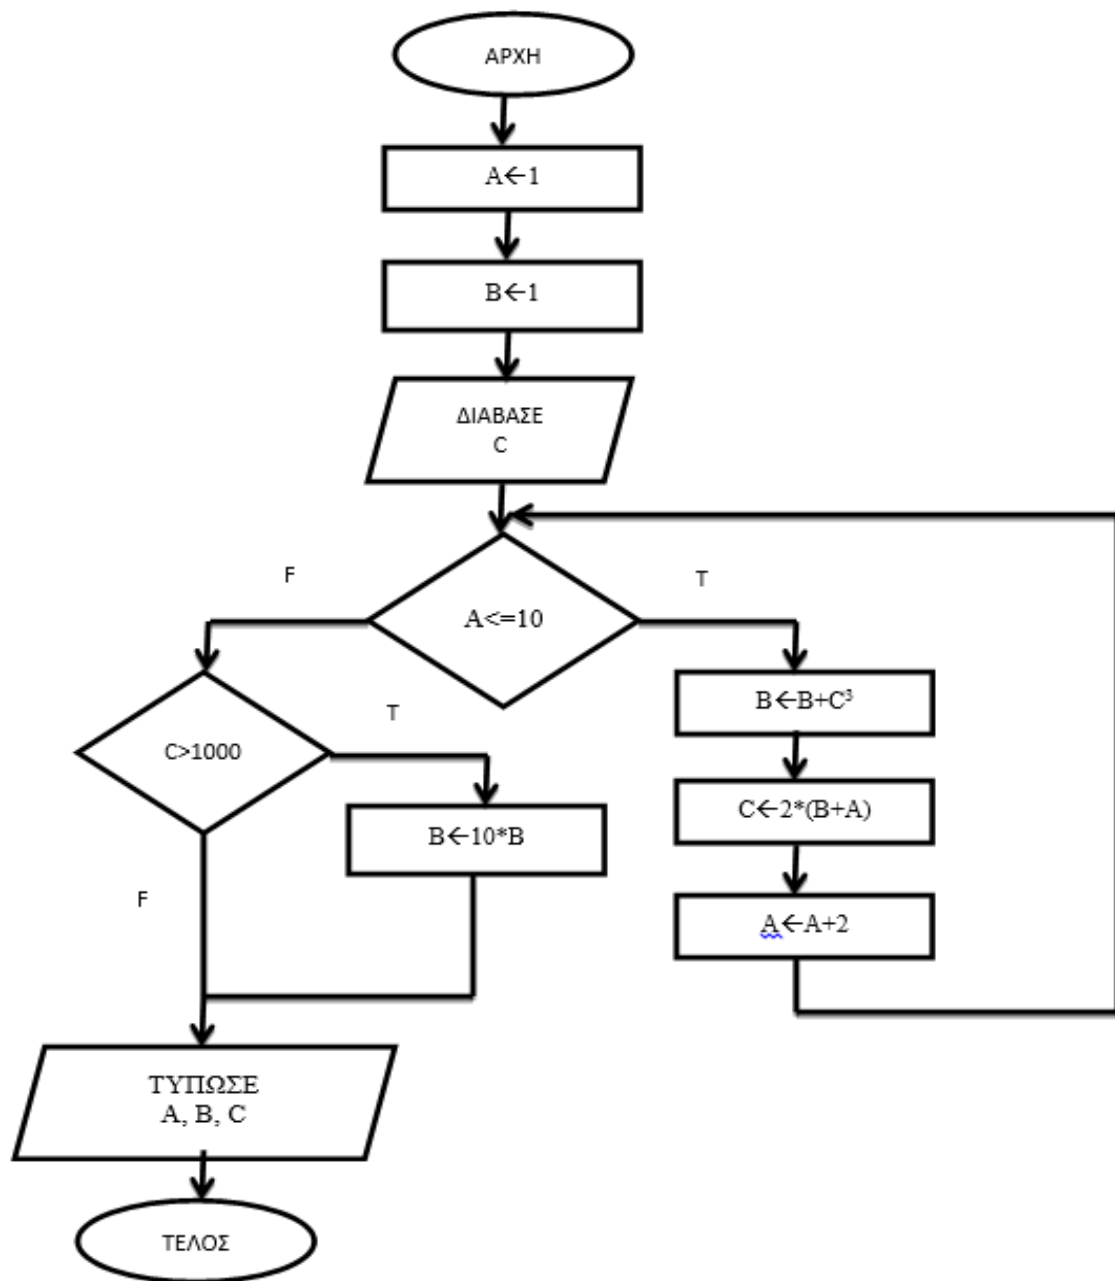 ΑΡΧΗ
A←1
B←1
ΔΙΑΒΑΣΕ
C
A<=10
F
T
B←B+C³
C←2*(B+A)
A←A+2
C>1000
T
B←10*B
F
ΤΥΠΩΣΕ
A, B, C
ΤΕΛΟΣ